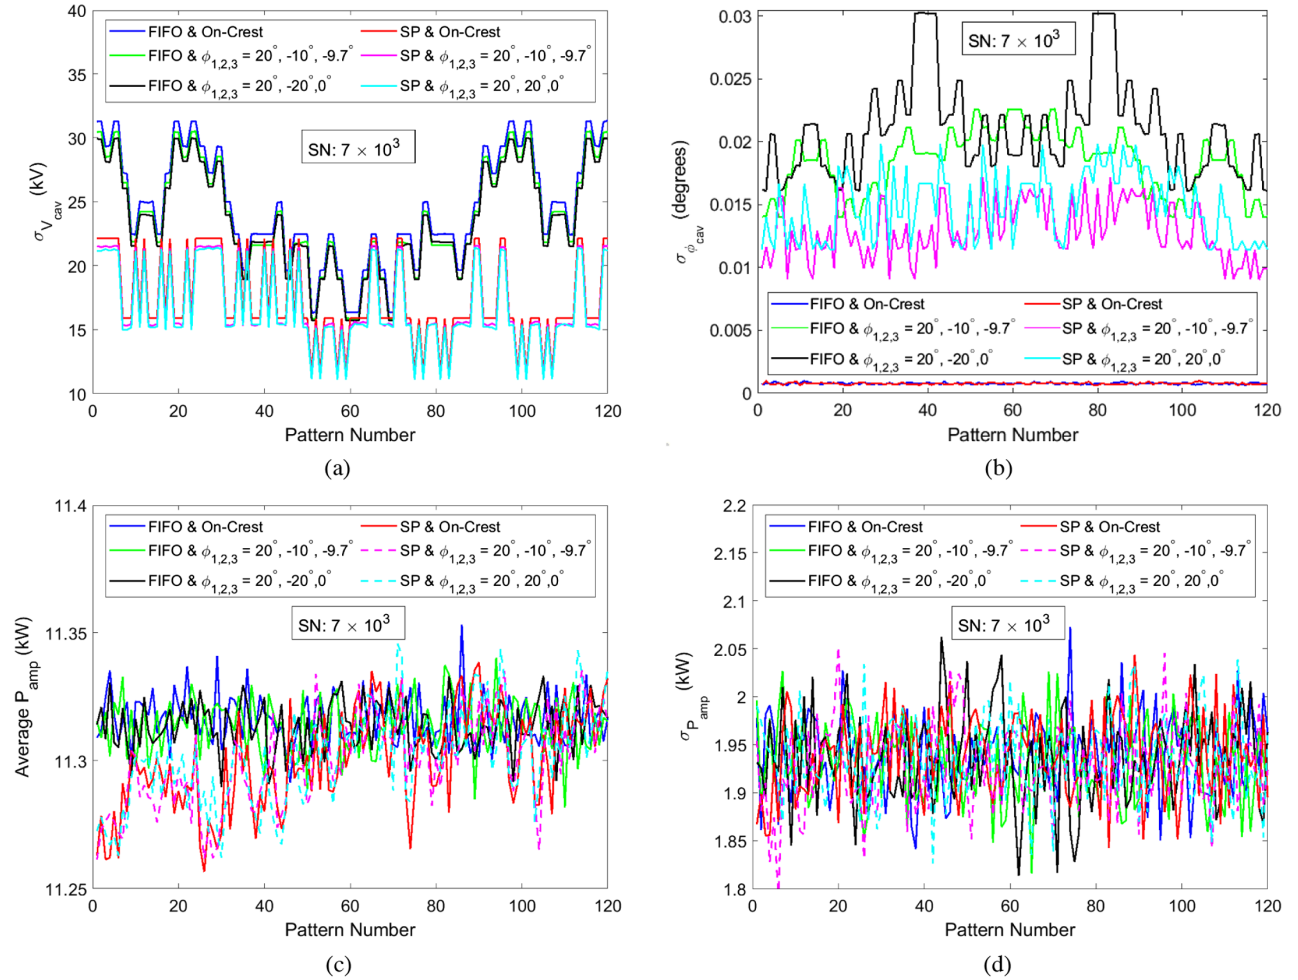 40
35
30
25
20
15
10
σ_V_cav (kV)
FIFO & On-Crest
FIFO & ϕ1,2,3 = 20°, -10°, -9.7°
FIFO & ϕ1,2,3 = 20°, -20°,0°
SP & On-Crest
SP & ϕ1,2,3 = 20°, -10°, -9.7°
SP & ϕ1,2,3 = 20°, 20°,0°
SN: 7 × 10³
0 20 40 60 80 100 120
Pattern Number
(a)
0.03
0.025
0.02
0.015
0.01
0.005
0
σ_ϕ_cav (degrees)
SN: 7 × 10³
FIFO & On-Crest
FIFO & ϕ1,2,3 = 20°, -10°, -9.7°
FIFO & ϕ1,2,3 = 20°, -20°,0°
SP & On-Crest
SP & ϕ1,2,3 = 20°, -10°, -9.7°
SP & ϕ1,2,3 = 20°, 20°,0°
0 20 40 60 80 100 120
Pattern Number
(b)
11.4
11.35
11.3
11.25
Average P_amp (kW)
FIFO & On-Crest
FIFO & ϕ1,2,3 = 20°, -10°, -9.7°
FIFO & ϕ1,2,3 = 20°, -20°,0°
SP & On-Crest
SP & ϕ1,2,3 = 20°, -10°, -9.7°
SP & ϕ1,2,3 = 20°, 20°,0°
SN: 7 × 10³
0 20 40 60 80 100 120
Pattern Number
(c)
2.2
2.15
2.1
2.05
2
1.95
1.9
1.85
1.8
σ_P_amp (kW)
FIFO & On-Crest
FIFO & ϕ1,2,3 = 20°, -10°, -9.7°
FIFO & ϕ1,2,3 = 20°, -20°,0°
SP & On-Crest
SP & ϕ1,2,3 = 20°, -10°, -9.7°
SP & ϕ1,2,3 = 20°, 20°,0°
SN: 7 × 10³
0 20 40 60 80 100 120
Pattern Number
(d)